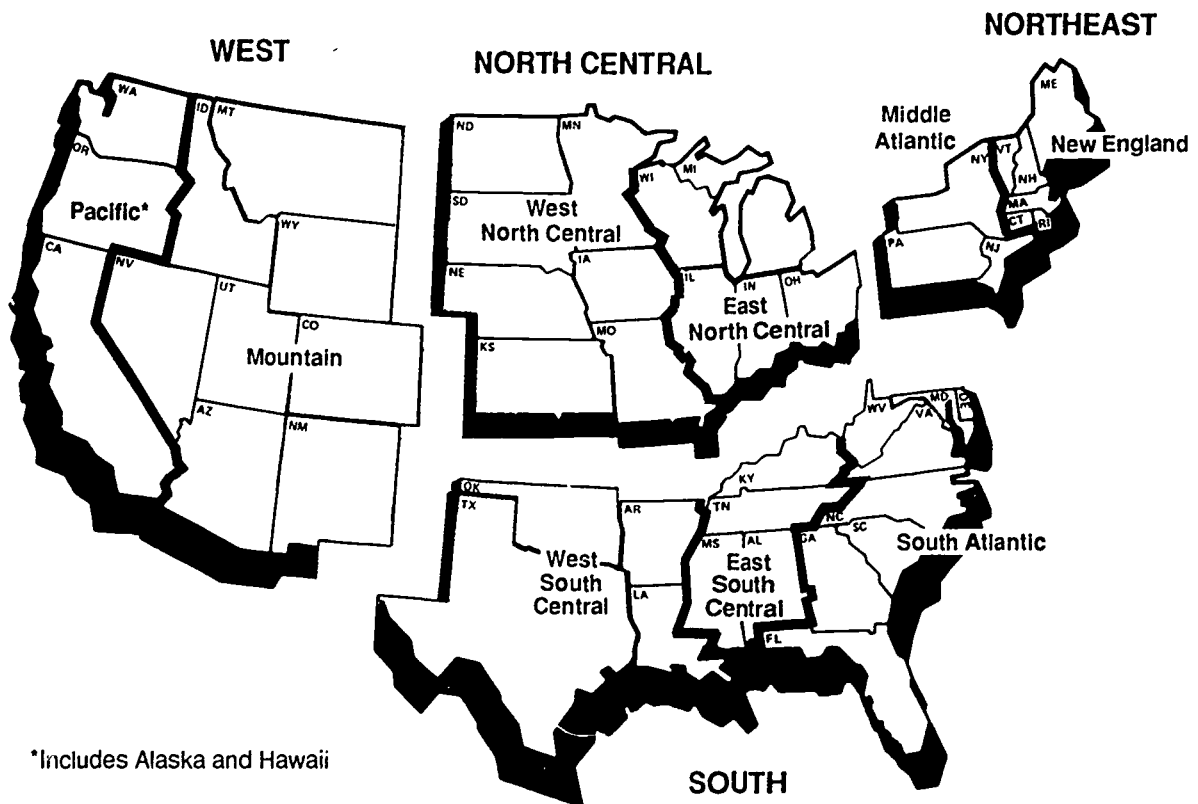 NORTHEAST
WEST
NORTH CENTRAL
ME
WA
ID
MT
ND
MN
Middle
Atlantic
New England
OR
NY
VT
NH
WI
MI
Pacific*
SD
West
North Central
MA
CT
RI
WY
CA
NV
PA
NJ
UT
NE
IA
IL
IN
OH
East
North Central
CO
MO
Mountain
KS
AZ
NM
WV
VA
MD
DE
KY
OK
TX
AR
TN
NC
SC
MS
AL
GA
South Atlantic
West
South
Central
East
South
Central
LA
FL
*Includes Alaska and Hawaii
SOUTH